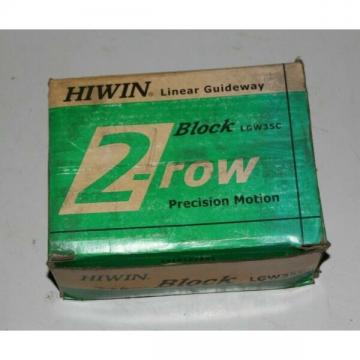 HIWIN® Linear Guideway
Block LGW35C
2-row
Precision Motion
HIWIN. Block LGW35C